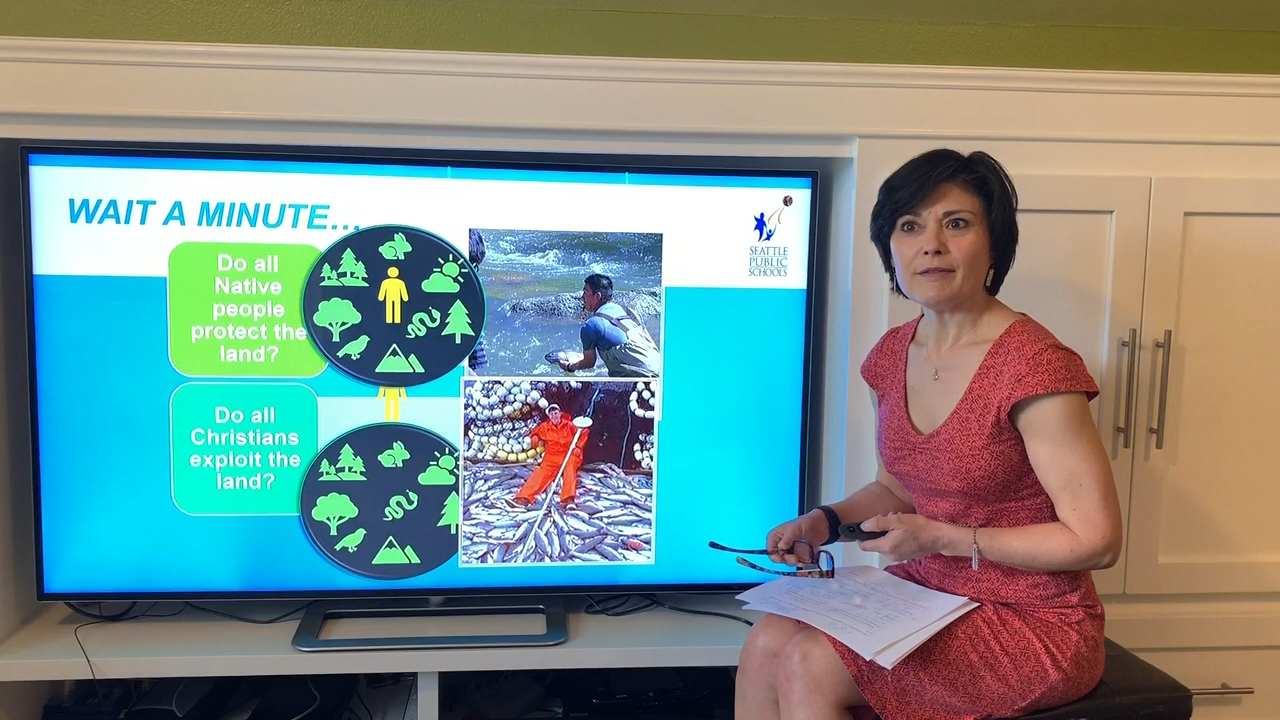 WAIT A MINUTE...
SEATTLE
PUBLIC
SCHOOLS
Do all
Native
people
protect the
land?
Do all
Christians
exploit the
land?